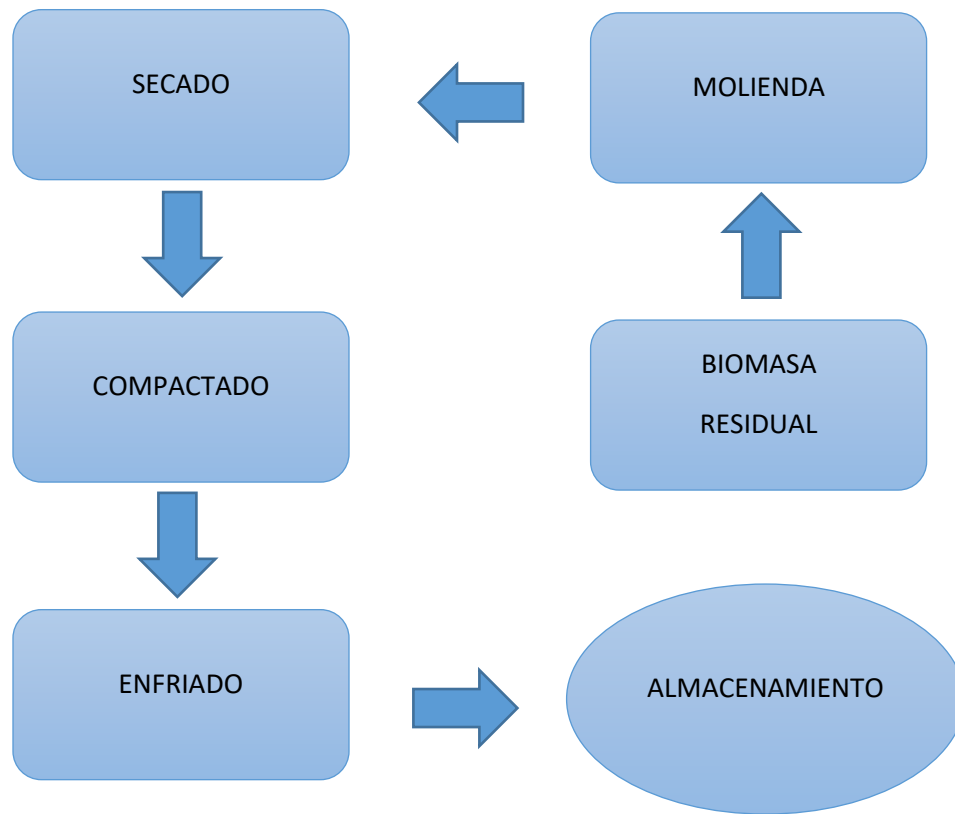 SECADO
MOLIENDA
COMPACTADO
BIOMASA
RESIDUAL
ENFRIADO
ALMACENAMIENTO